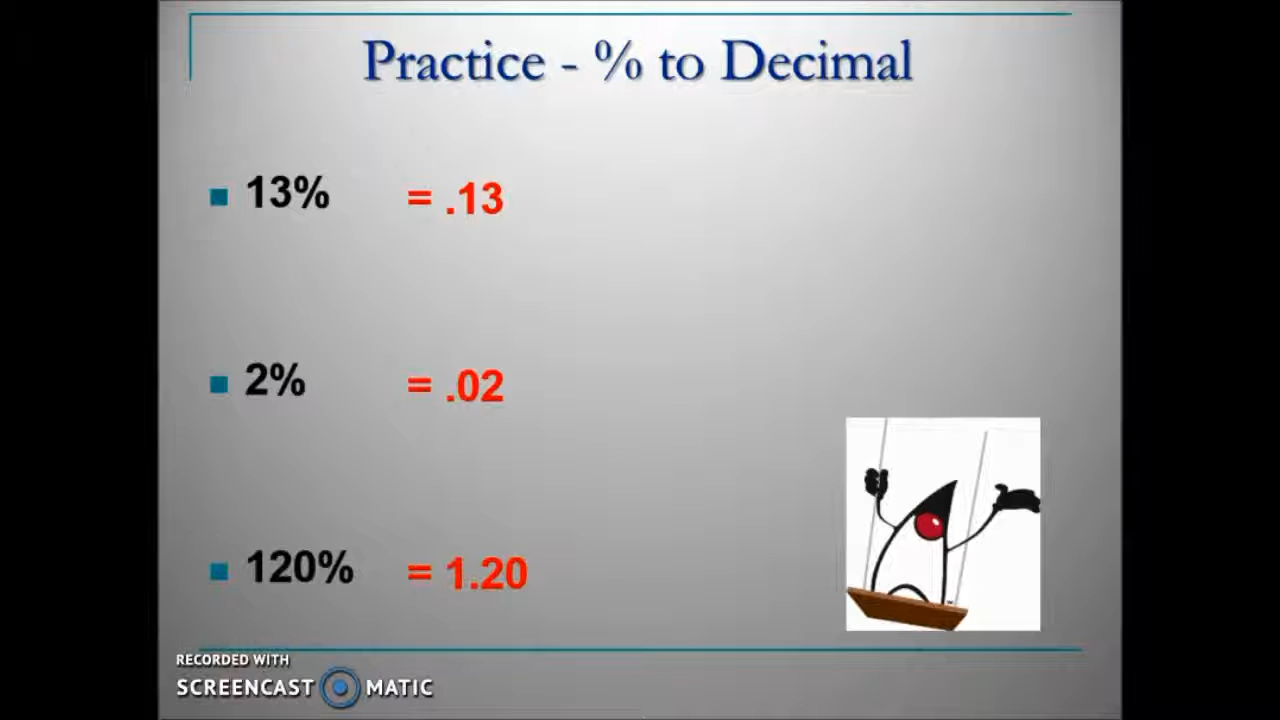 Practice - % to Decimal
13% = .13
2% = .02
120% = 1.20
RECORDED WITH
SCREENCAST MATIC